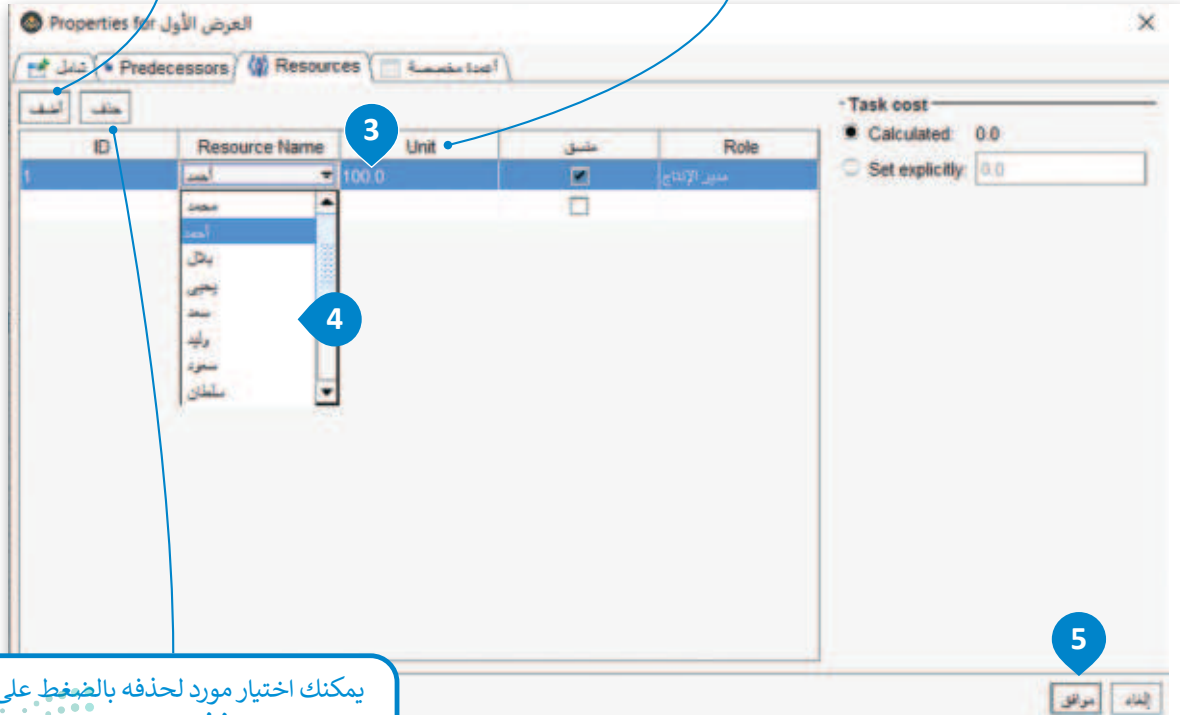 Properties for العرض الأول
شامل Predecessors Resources أعمدة مخصصة
أضف حذف
ID Resource Name Unit منسق Role
1 أحمد 100.0 مدير الإنتاج
محمد
أحمد
بلال
يحيى
سعد
وليد
سعود
سلطان
Task cost
Calculated: 0.0
Set explicitly: 0.0
3
4
5
يمكنك اختيار مورد لحذفه بالضغط على
موافق إلغاء